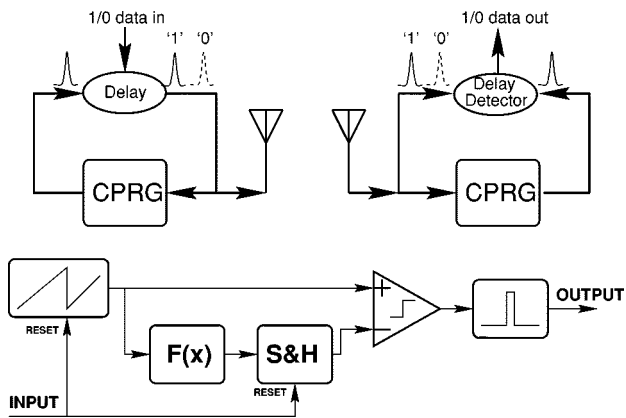 1/0 data in
1/0 data out
‘1’ ‘0’
‘1’ ‘0’
Delay
Delay
Detector
CPRG
CPRG
RESET
+
−
OUTPUT
F(x)
S&H
RESET
INPUT